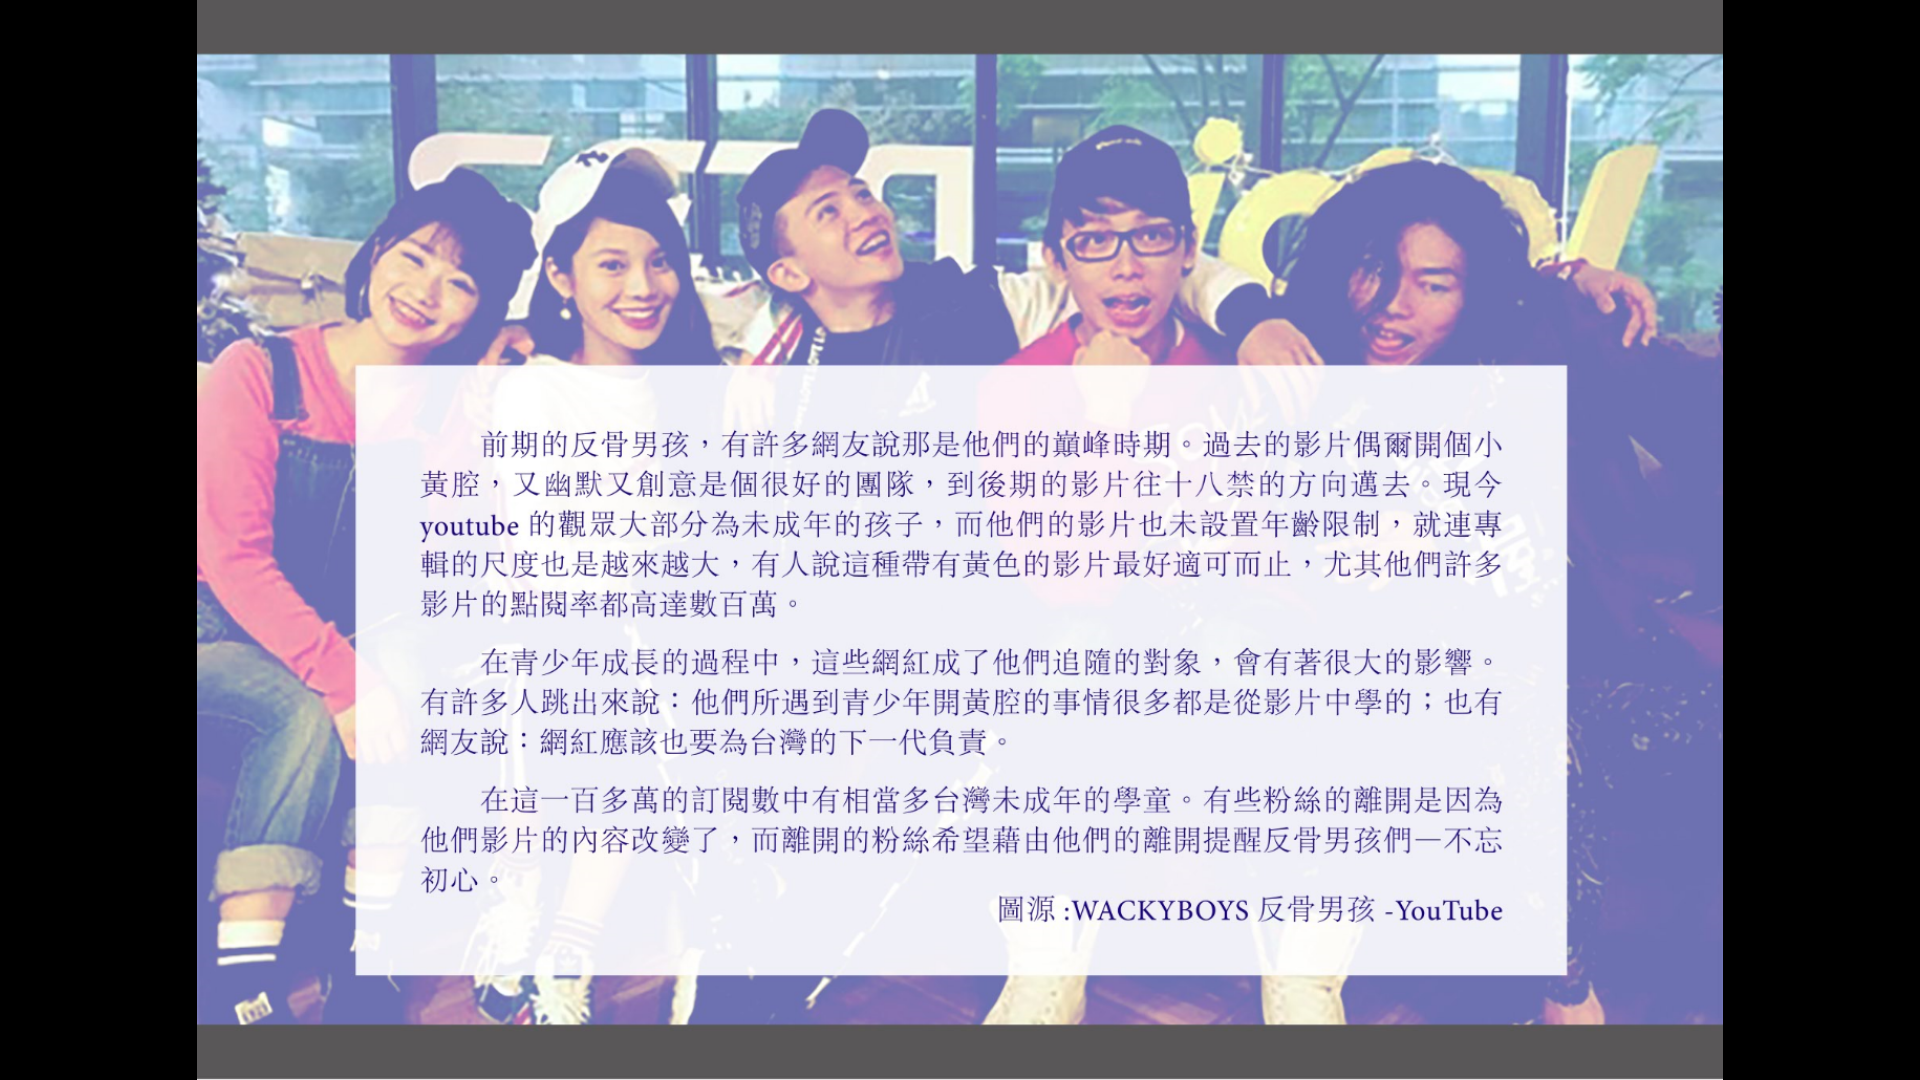 前期的反骨男孩，有許多網友說那是他們的巔峰時期。過去的影片偶爾開個小
黃腔，又幽默又創意是個很好的團隊，到後期的影片往十八禁的方向邁去。現今
youtube 的觀眾大部分為未成年的孩子，而他們的影片也未設置年齡限制，就連專
輯的尺度也是越來越大，有人說這種帶有黃色的影片最好適可而止，尤其他們許多
影片的點閱率都高達數百萬。
在青少年成長的過程中，這些網紅成了他們追隨的對象，會有著很大的影響。
有許多人跳出來說：他們所遇到青少年開黃腔的事情很多都是從影片中學的；也有
網友說：網紅應該也要為台灣的下一代負責。
在這一百多萬的訂閱數中有相當多台灣未成年的學童。有些粉絲的離開是因為
他們影片的內容改變了，而離開的粉絲希望藉由他們的離開提醒反骨男孩們—不忘
初心。
圖源 :WACKYBOYS 反骨男孩 -YouTube